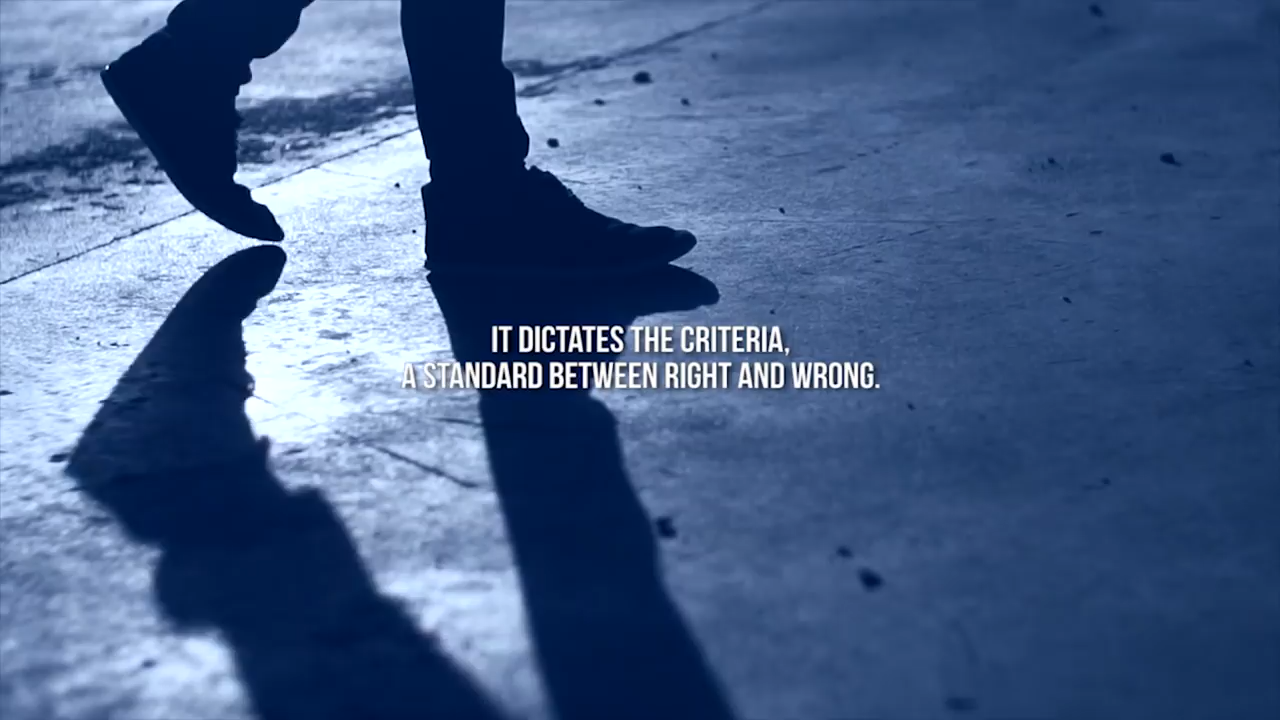 IT DICTATES THE CRITERIA,
A STANDARD BETWEEN RIGHT AND WRONG.